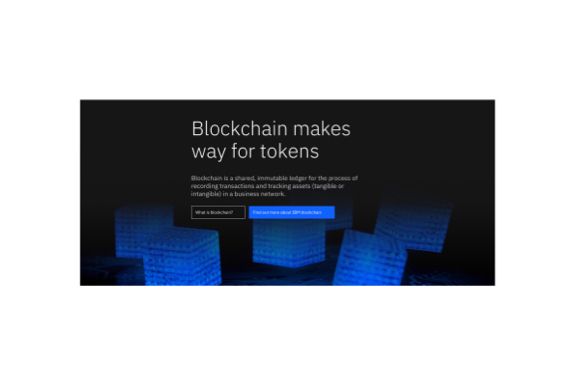 Blockchain makes
way for tokens
Blockchain is a shared, immutable ledger for the process of
recording transactions and tracking assets (tangible or
intangible) in a business network.
What is blockchain?
Find out more about IBM Blockchain